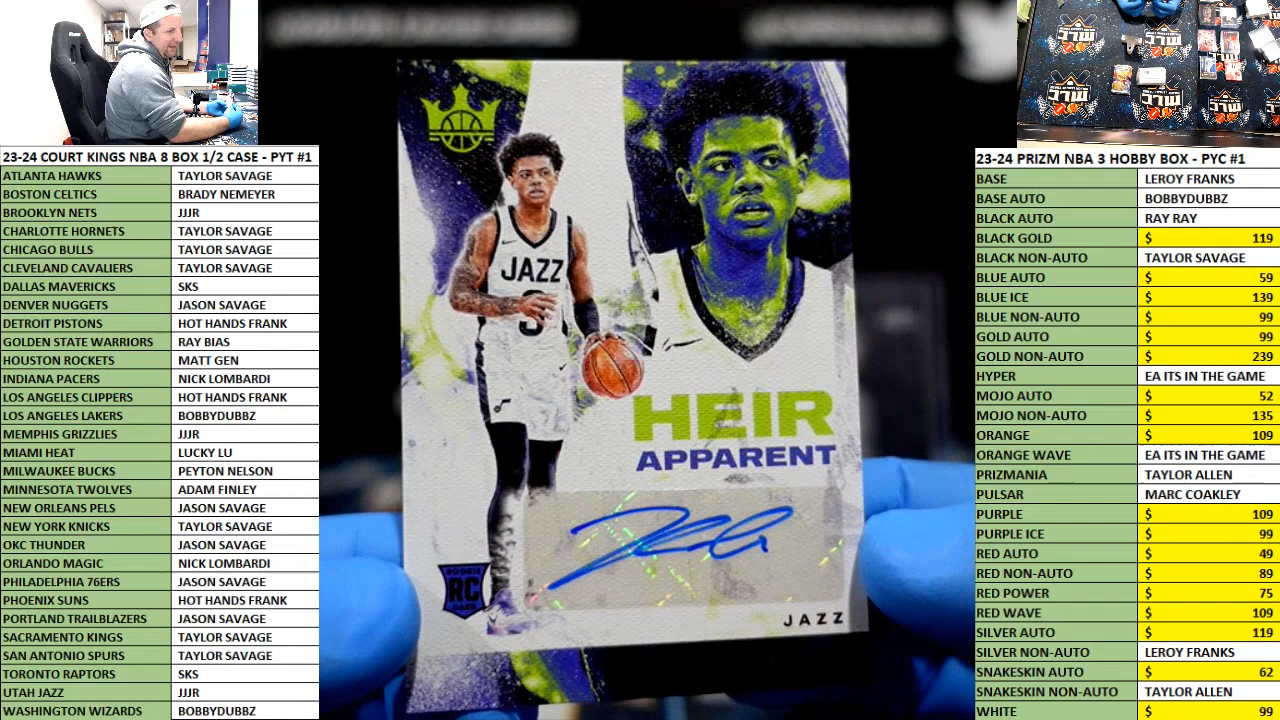 23-24 COURT KINGS NBA 8 BOX 1/2 CASE - PYT #1
ATLANTA HAWKS TAYLOR SAVAGE
BOSTON CELTICS BRADY NEMEYER
BROOKLYN NETS JJJR
CHARLOTTE HORNETS TAYLOR SAVAGE
CHICAGO BULLS TAYLOR SAVAGE
CLEVELAND CAVALIERS TAYLOR SAVAGE
DALLAS MAVERICKS SKS
DENVER NUGGETS JASON SAVAGE
DETROIT PISTONS HOT HANDS FRANK
GOLDEN STATE WARRIORS RAY BIAS
HOUSTON ROCKETS MATT GEN
INDIANA PACERS NICK LOMBARDI
LOS ANGELES CLIPPERS HOT HANDS FRANK
LOS ANGELES LAKERS BOBBYDUBBZ
MEMPHIS GRIZZLIES JJJR
MIAMI HEAT LUCKY LU
MILWAUKEE BUCKS PEYTON NELSON
MINNESOTA TWOLVES ADAM FINLEY
NEW ORLEANS PELS JASON SAVAGE
NEW YORK KNICKS TAYLOR SAVAGE
OKC THUNDER JASON SAVAGE
ORLANDO MAGIC NICK LOMBARDI
PHILADELPHIA 76ERS JASON SAVAGE
PHOENIX SUNS HOT HANDS FRANK
PORTLAND TRAILBLAZERS JASON SAVAGE
SACRAMENTO KINGS TAYLOR SAVAGE
SAN ANTONIO SPURS TAYLOR SAVAGE
TORONTO RAPTORS SKS
UTAH JAZZ JJJR
WASHINGTON WIZARDS BOBBYDUBBZ
JAZZ
3
HEIR
APPARENT
ROOKIE
RC
CARD
JAZZ
23-24 PRIZM NBA 3 HOBBY BOX - PYC #1
BASE LEROY FRANKS
BASE AUTO BOBBYDUBBZ
BLACK AUTO RAY RAY
BLACK GOLD $ 119
BLACK NON-AUTO TAYLOR SAVAGE
BLUE AUTO $ 59
BLUE ICE $ 139
BLUE NON-AUTO $ 99
GOLD AUTO $ 99
GOLD NON-AUTO $ 239
HYPER EA ITS IN THE GAME
MOJO AUTO $ 52
MOJO NON-AUTO $ 135
ORANGE $ 109
ORANGE WAVE EA ITS IN THE GAME
PRIZMANIA TAYLOR ALLEN
PULSAR MARC COAKLEY
PURPLE $ 109
PURPLE ICE $ 99
RED AUTO $ 49
RED NON-AUTO $ 89
RED POWER $ 75
RED WAVE $ 109
SILVER AUTO $ 119
SILVER NON-AUTO LEROY FRANKS
SNAKESKIN AUTO $ 62
SNAKESKIN NON-AUTO TAYLOR ALLEN
WHITE $ 99